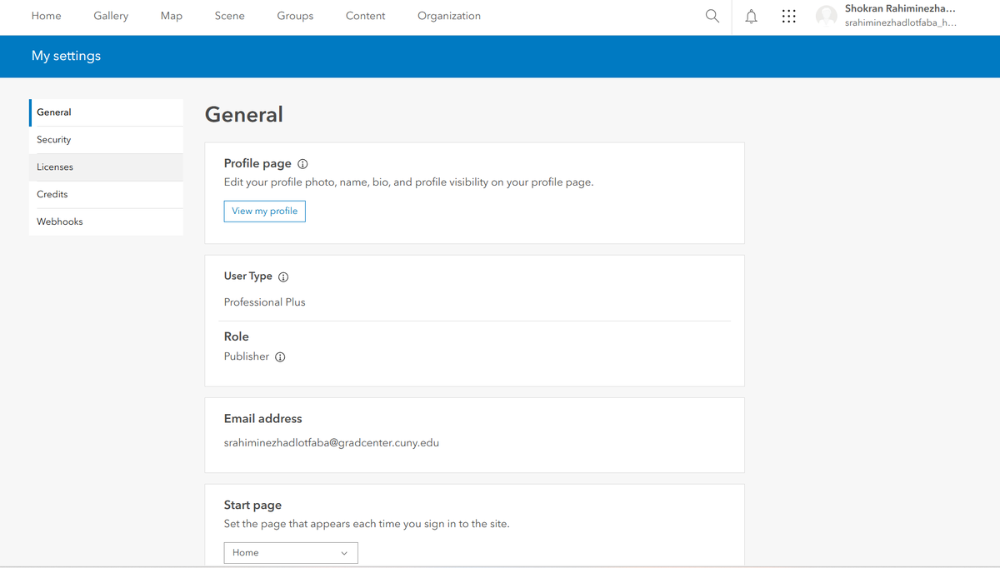 Home Gallery Map Scene Groups Content Organization
Shokran Rahiminezha...
srahiminezhadlotfaba_h...
My settings
General
Security
Licenses
Credits
Webhooks
General
Profile page
Edit your profile photo, name, bio, and profile visibility on your profile page.
View my profile
User Type
Professional Plus
Role
Publisher
Email address
srahiminezhadlotfaba@gradcenter.cuny.edu
Start page
Set the page that appears each time you sign in to the site.
Home